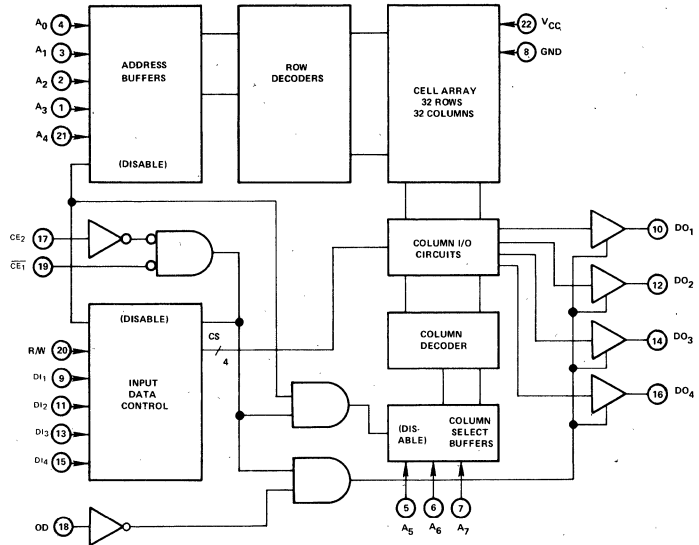 A0 4
A1 3
A2 2
A3 1
A4 21
ADDRESS
BUFFERS
(DISABLE)
ROW
DECODERS
CELL ARRAY
32 ROWS
32 COLUMNS
22 VCC
8 GND
CE2 17
CE1 19
COLUMN I/O
CIRCUITS
10 DO1
12 DO2
14 DO3
16 DO4
(DISABLE)
CS
4
R/W 20
DI1 9
DI2 11
DI3 13
DI4 15
INPUT
DATA
CONTROL
COLUMN
DECODER
(DIS-
ABLE)
COLUMN
SELECT
BUFFERS
5 6 7
A5 A6 A7
OD 18